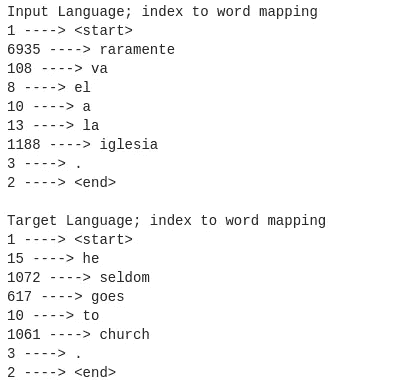 Input Language; index to word mapping
1 ----> <start>
6935 ----> raramente
108 ----> va
8 ----> el
10 ----> a
13 ----> la
1188 ----> iglesia
3 ----> .
2 ----> <end>
Target Language; index to word mapping
1 ----> <start>
15 ----> he
1072 ----> seldom
617 ----> goes
10 ----> to
1061 ----> church
3 ----> .
2 ----> <end>